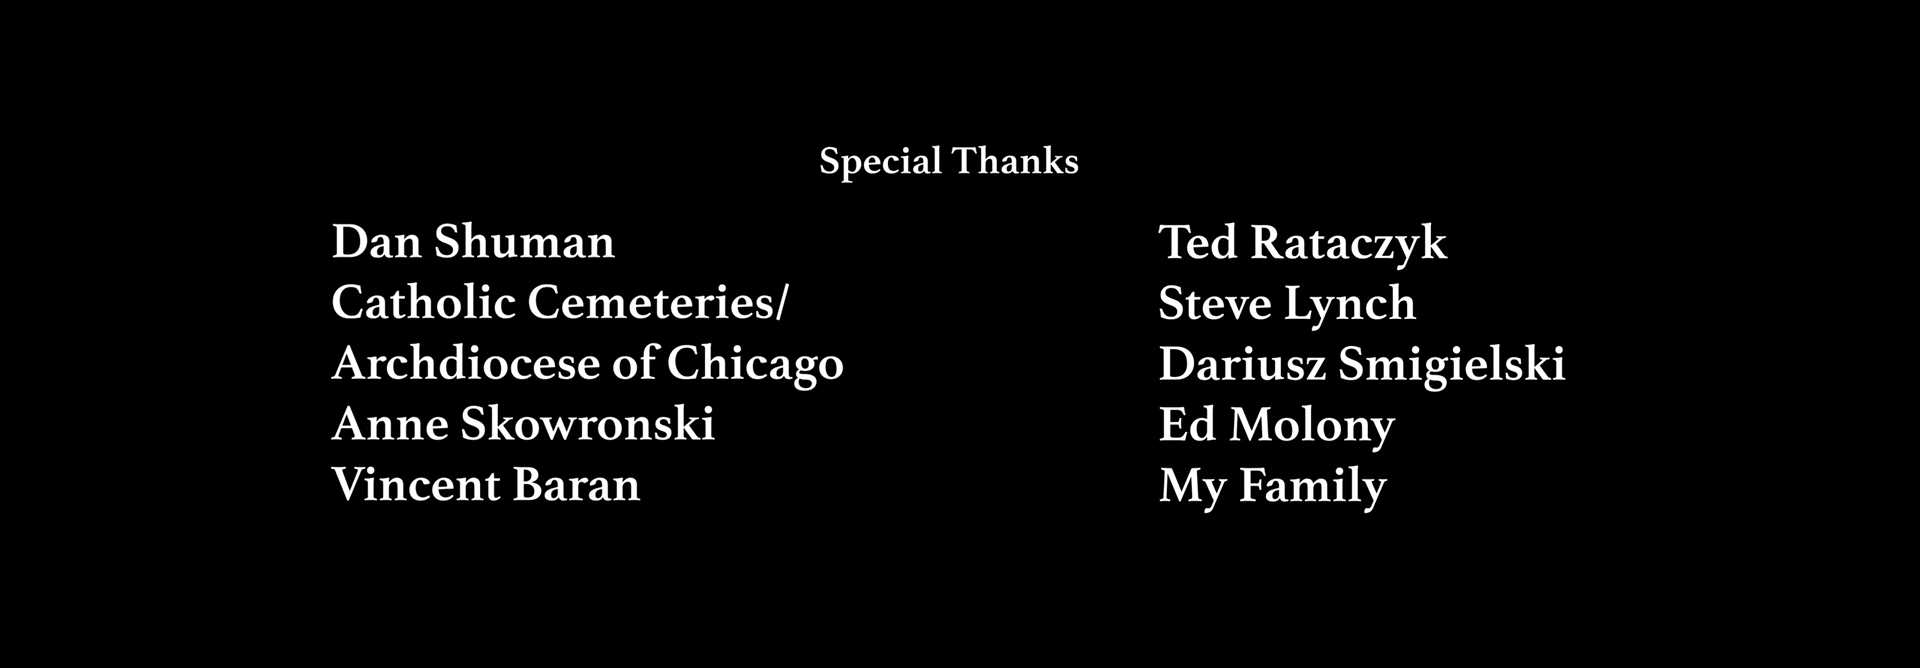 Special Thanks
Dan Shuman
Catholic Cemeteries/
Archdiocese of Chicago
Anne Skowronski
Vincent Baran
Ted Rataczyk
Steve Lynch
Dariusz Smigielski
Ed Molony
My Family